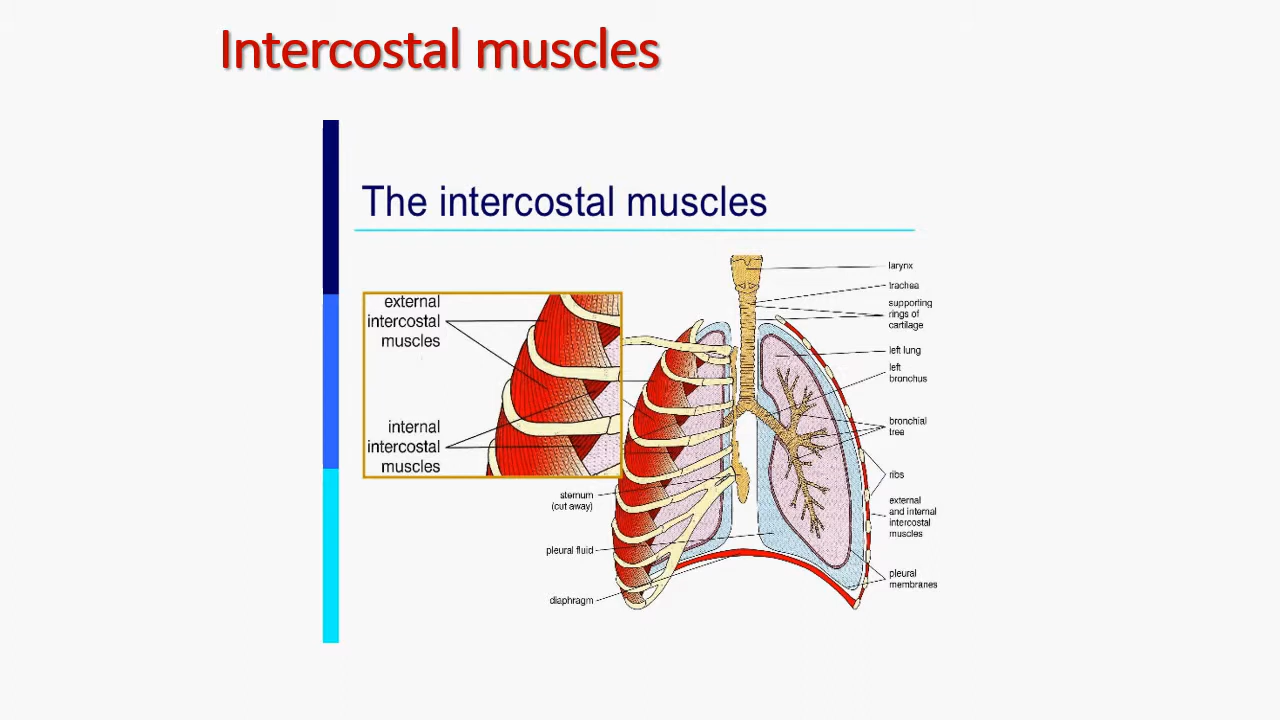 Intercostal muscles
The intercostal muscles
external
intercostal
muscles
internal
intercostal
muscles
sternum
(cut away)
pleural fluid
diaphragm
larynx
trachea
supporting
rings of
cartilage
left lung
left
bronchus
bronchial
tree
ribs
external
and internal
intercostal
muscles
pleural
membranes